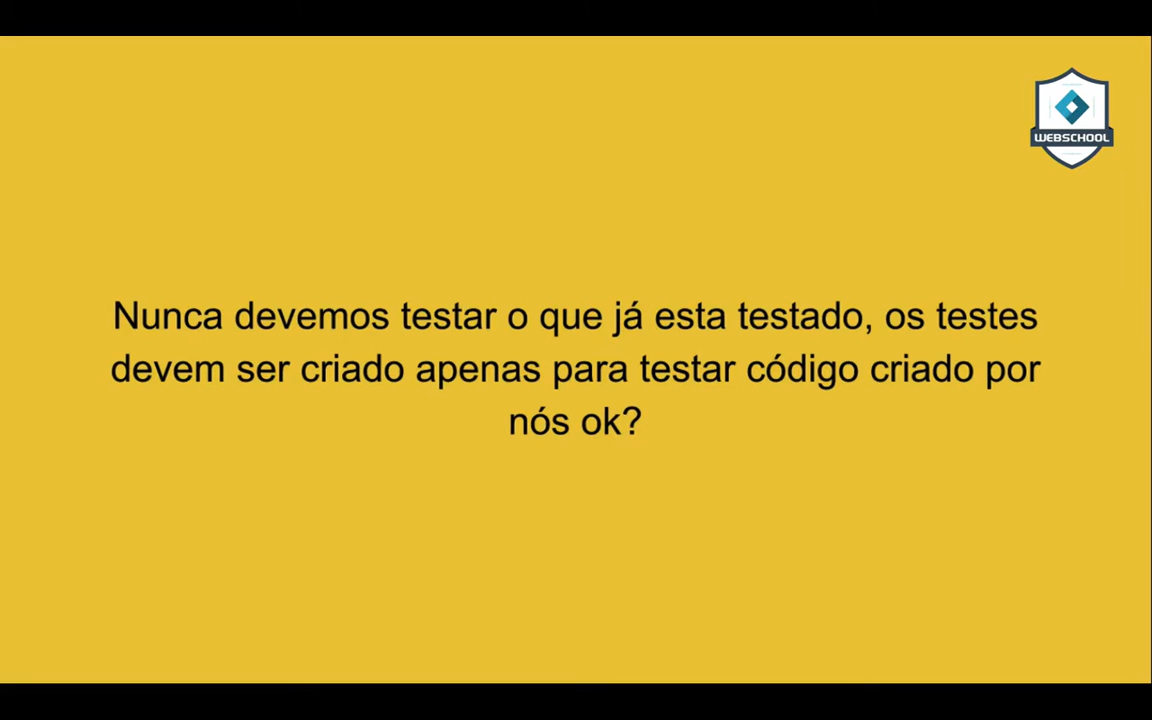 WEBSCHOOL
Nunca devemos testar o que já esta testado, os testes
devem ser criado apenas para testar código criado por
nós ok?